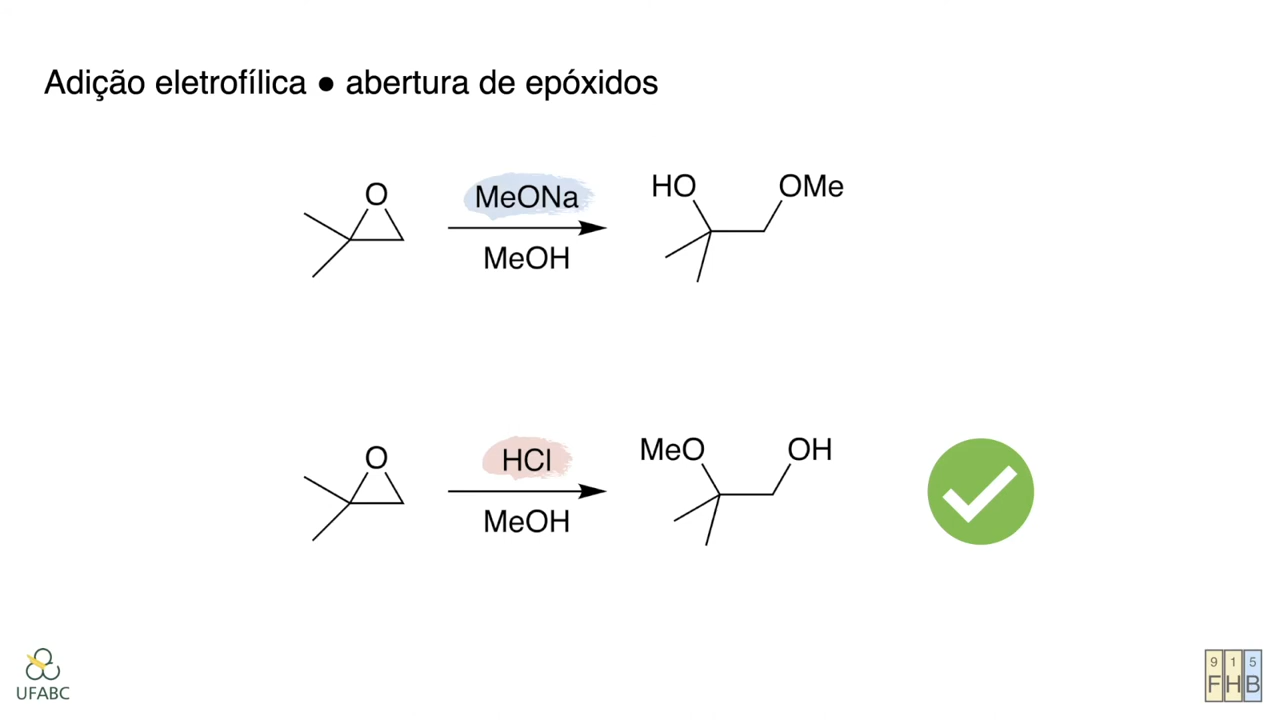 Adição eletrofílica ● abertura de epóxidos
O
MeONa
MeOH
HO
OMe
O
HCl
MeOH
MeO
OH
UFABC
9 1 5
F H B